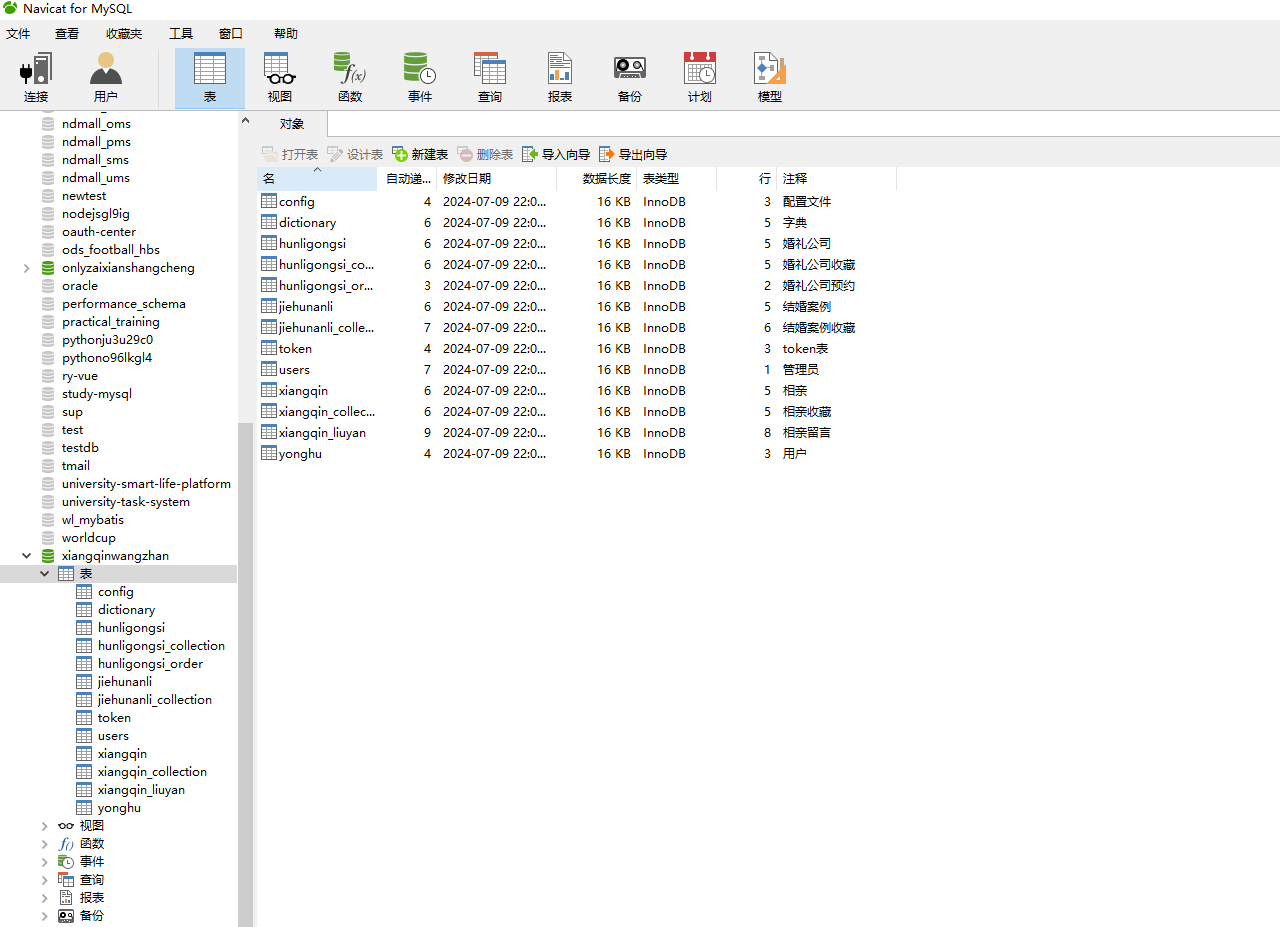 Navicat for MySQL
文件 查看 收藏夹 工具 窗口 帮助
连接 用户 表 视图 函数 事件 查询 报表 备份 计划 模型
对象
打开表 设计表 新建表 删除表 导入向导 导出向导
名 自动递... 修改日期 数据长度 表类型 行 注释
config 4 2024-07-09 22:0... 16 KB InnoDB 3 配置文件
dictionary 6 2024-07-09 22:0... 16 KB InnoDB 5 字典
hunligongsi 6 2024-07-09 22:0... 16 KB InnoDB 5 婚礼公司
hunligongsi_co... 6 2024-07-09 22:0... 16 KB InnoDB 5 婚礼公司收藏
hunligongsi_or... 3 2024-07-09 22:0... 16 KB InnoDB 2 婚礼公司预约
jiehunanli 6 2024-07-09 22:0... 16 KB InnoDB 5 结婚案例
jiehunanli_colle... 7 2024-07-09 22:0... 16 KB InnoDB 6 结婚案例收藏
token 4 2024-07-09 22:0... 16 KB InnoDB 3 token表
users 7 2024-07-09 22:0... 16 KB InnoDB 1 管理员
xiangqin 6 2024-07-09 22:0... 16 KB InnoDB 5 相亲
xiangqin_collec... 6 2024-07-09 22:0... 16 KB InnoDB 5 相亲收藏
xiangqin_liuyan 9 2024-07-09 22:0... 16 KB InnoDB 8 相亲留言
yonghu 4 2024-07-09 22:0... 16 KB InnoDB 3 用户
ndmall_oms
ndmall_pms
ndmall_sms
ndmall_ums
newtest
nodejsgl9ig
oauth-center
ods_football_hbs
onlyzaixianshangcheng
oracle
performance_schema
practical_training
pythonju3u29c0
pythono96lkgl4
ry-vue
study-mysql
sup
test
testdb
tmail
university-smart-life-platform
university-task-system
wl_mybatis
worldcup
xiangqinwangzhan
表
config
dictionary
hunligongsi
hunligongsi_collection
hunligongsi_order
jiehunanli
jiehunanli_collection
token
users
xiangqin
xiangqin_collection
xiangqin_liuyan
yonghu
视图
函数
事件
查询
报表
备份